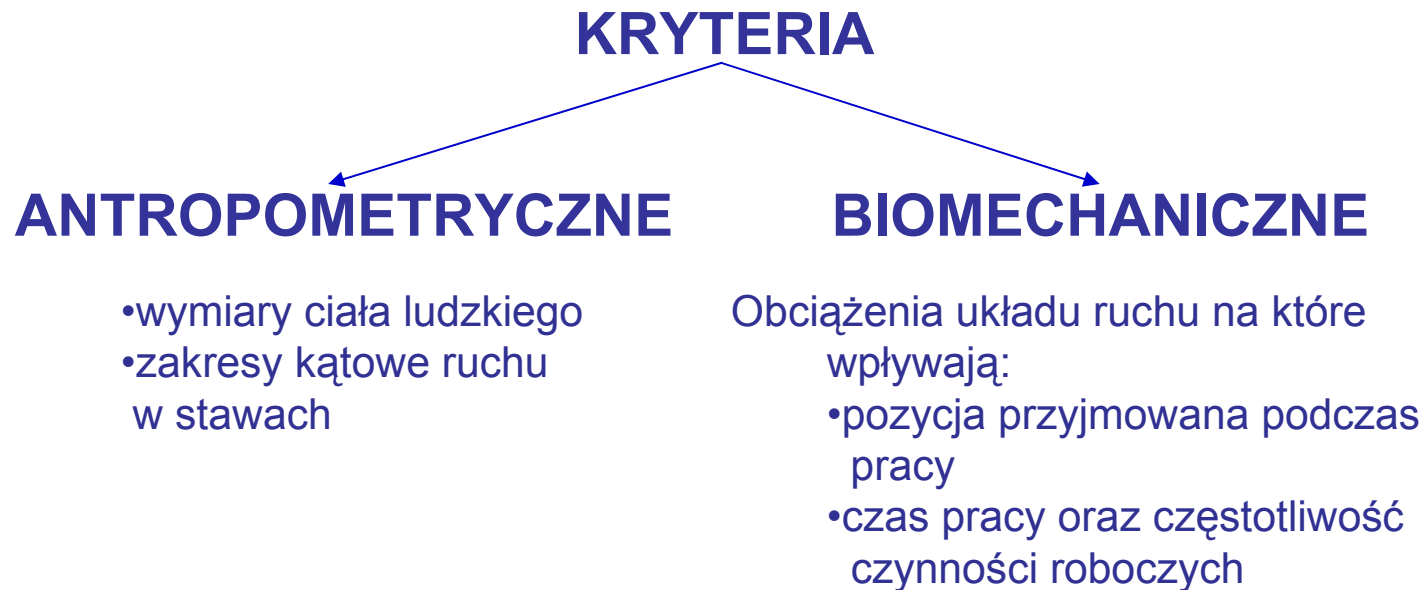 KRYTERIA
ANTROPOMETRYCZNE
•wymiary ciała ludzkiego
•zakresy kątowe ruchu
w stawach
BIOMECHANICZNE
Obciążenia układu ruchu na które
wpływają:
•pozycja przyjmowana podczas
pracy
•czas pracy oraz częstotliwość
czynności roboczych